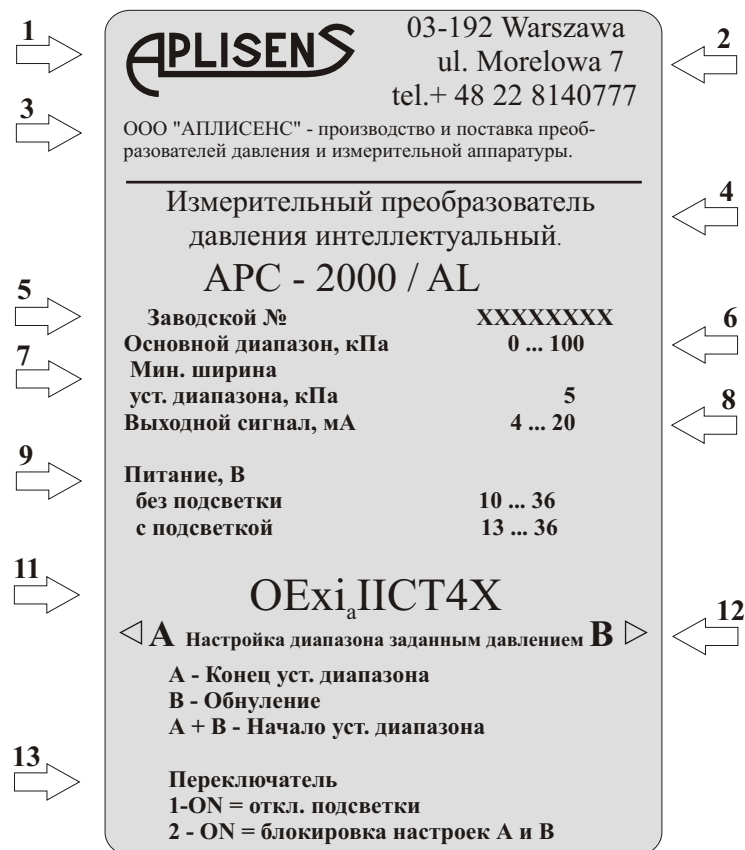 1
APLISENS
03-192 Warszawa
ul. Morelowa 7
tel.+ 48 22 8140777
2
3
ООО "АПЛИСЕНС" - производство и поставка преоб-
разователей давления и измерительной аппаратуры.
4
Измерительный преобразователь
давления интеллектуальный.
APC - 2000 / AL
5
Заводской № XXXXXXXX
6
Основной диапазон, кПа 0 ... 100
7
Мин. ширина
уст. диапазона, кПа 5
8
Выходной сигнал, мА 4 ... 20
9
Питание, В
без подсветки 10 ... 36
с подсветкой 13 ... 36
11
OExiaIICT4X
12
◁ A Настройка диапазона заданным давлением B ▷
А - Конец уст. диапазона
В - Обнуление
А + В - Начало уст. диапазона
13
Переключатель
1-ON = откл. подсветки
2 - ON = блокировка настроек А и В